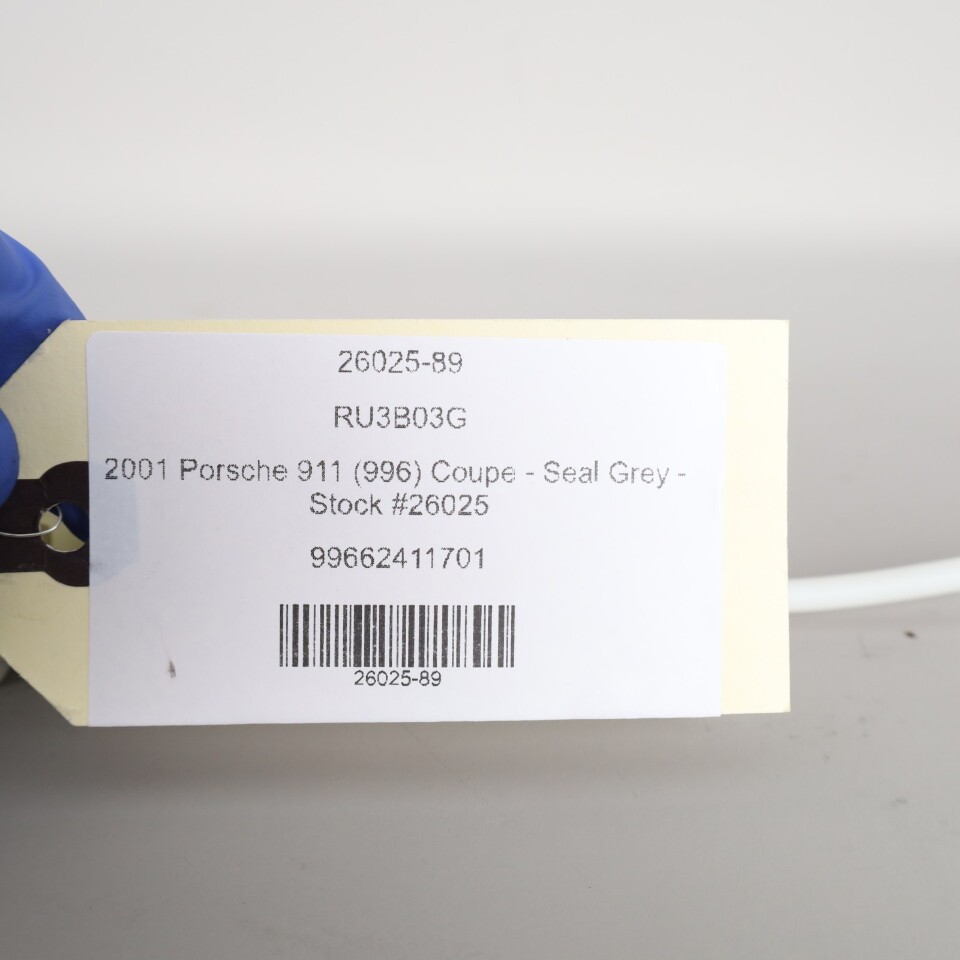 26025-89
RU3B03G
2001 Porsche 911 (996) Coupe - Seal Grey -
Stock #26025
99662411701
26025-89